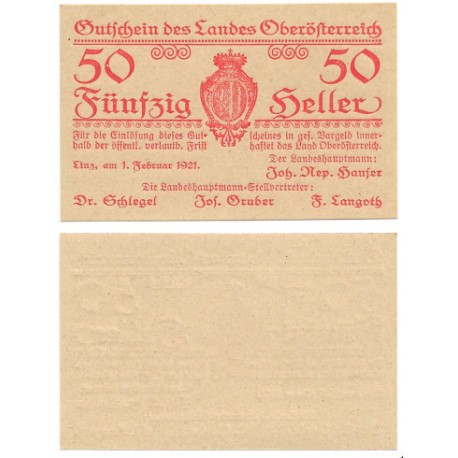 Gutschein des Landes Oberösterreich
50 50
Fünfzig Heller
Für die Einlösung dieses Gut- scheines in ges. Bargeld inner-
halb der öffentl. verlautb. Frist haftet das Land Oberösterreich.
Linz, am 1. Februar 1921. Der Landeshauptmann:
Joh. Nep. Hauser
Die Landeshauptmann-Stellvertreter:
Dr. Schlegel Jos. Gruber F. Langoth